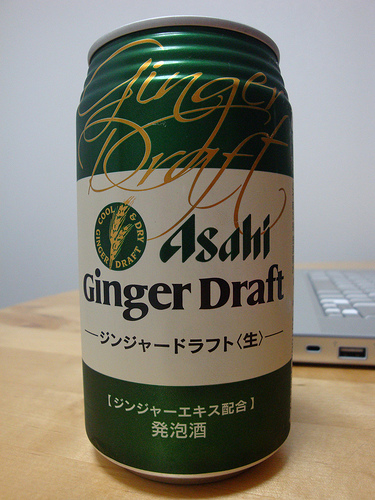 Ginger
Draft
COOL & DRY
GINGER DRAFT
Asahi
Ginger Draft
ジンジャードラフト〈生〉
【ジンジャーエキス配合】
発泡酒